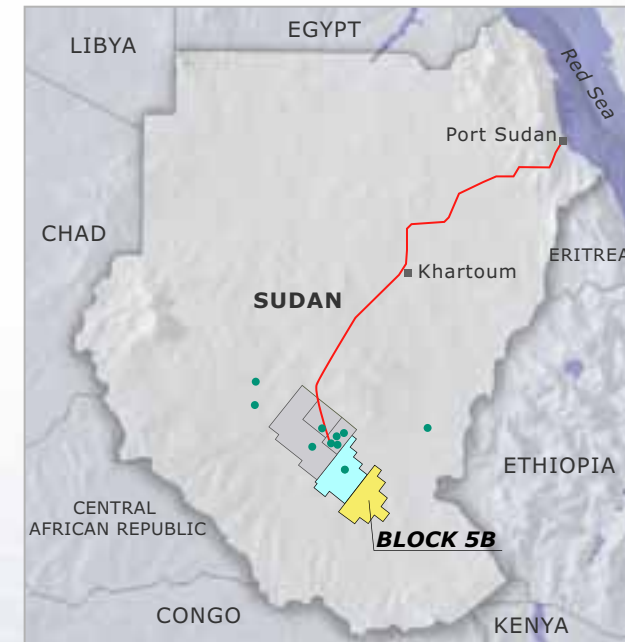 EGYPT
LIBYA
Red Sea
Port Sudan
CHAD
ERITREA
Khartoum
SUDAN
ETHIOPIA
CENTRAL
AFRICAN REPUBLIC
BLOCK 5B
CONGO
KENYA